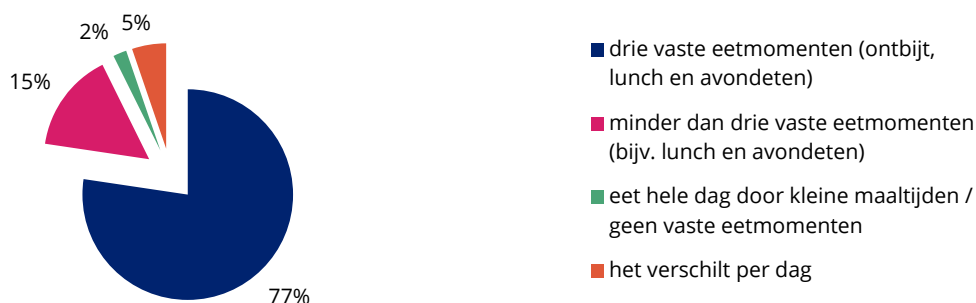 5%
2%
15%
77%
drie vaste eetmomenten (ontbijt,
lunch en avondeten)
minder dan drie vaste eetmomenten
(bijv. lunch en avondeten)
eet hele dag door kleine maaltijden /
geen vaste eetmomenten
het verschilt per dag